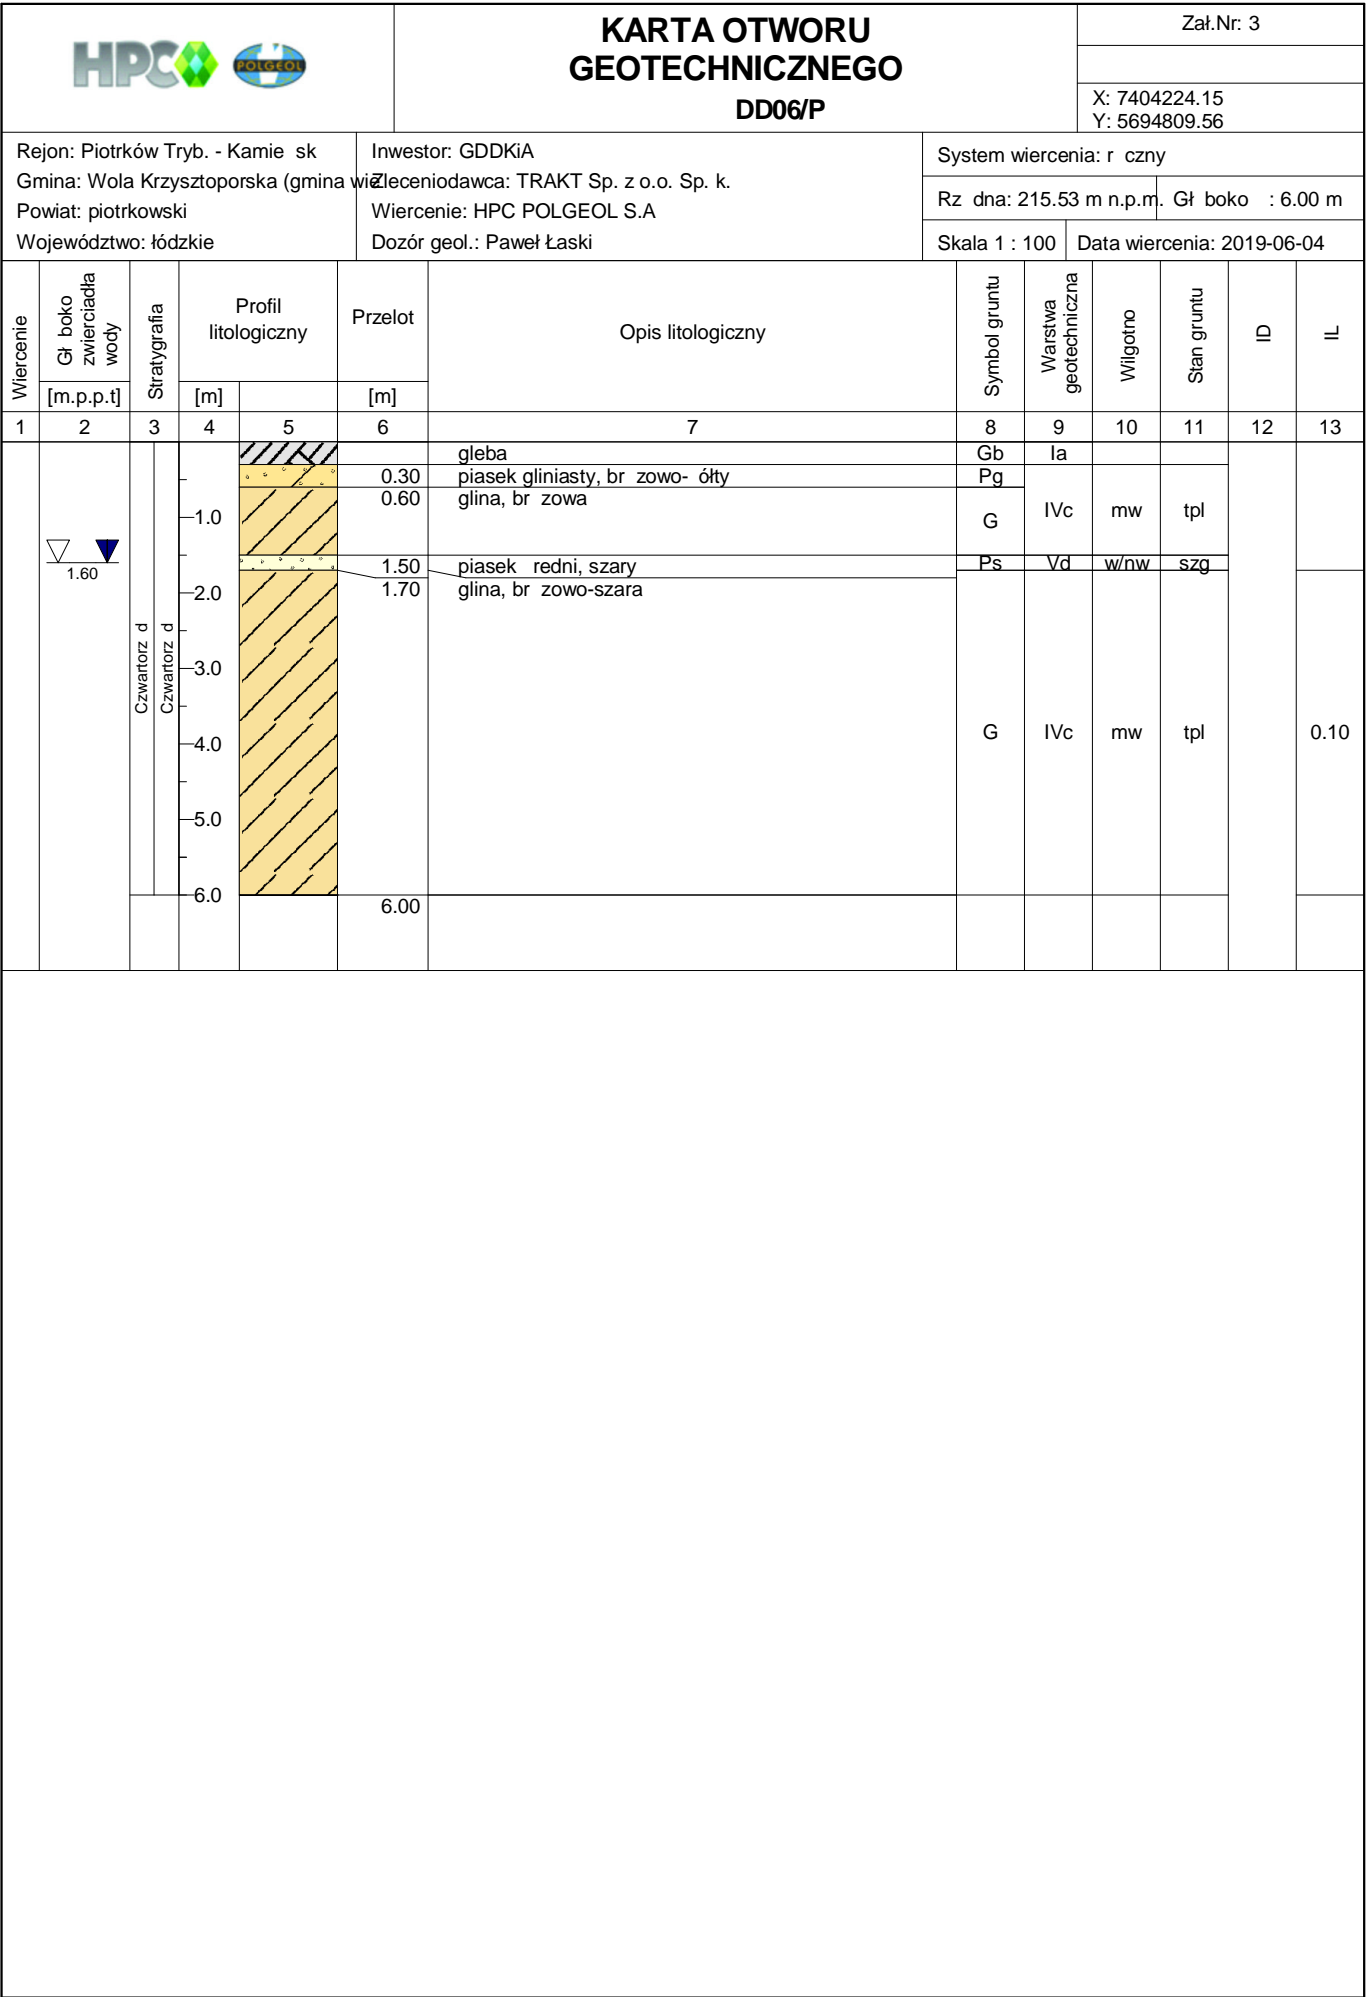 HPC POLGEOL
KARTA OTWORU
GEOTECHNICZNEGO
DD06/P
Zał.Nr: 3
X: 7404224.15
Y: 5694809.56
Rejon: Piotrków Tryb. - Kamie sk
Gmina: Wola Krzysztoporska (gmina wie
Powiat: piotrkowski
Województwo: łódzkie
Inwestor: GDDKiA
Zleceniodawca: TRAKT Sp. z o.o. Sp. k.
Wiercenie: HPC POLGEOL S.A
Dozór geol.: Paweł Łaski
System wiercenia: r czny
Rz dna: 215.53 m n.p.m. Gł boko : 6.00 m
Skala 1 : 100 Data wiercenia: 2019-06-04
Wiercenie
Gł boko
zwierciadła
wody
[m.p.p.t]
Stratygrafia
Profil
litologiczny
[m]
Przelot
[m]
Opis litologiczny
Symbol gruntu
Warstwa
geotechniczna
Wilgotno
Stan gruntu
ID
IL
1 2 3 4 5 6 7 8 9 10 11 12 13
gleba Gb Ia
0.30 piasek gliniasty, br zowo- ółty Pg
0.60 glina, br zowa
1.0 G IVc mw tpl
1.60
1.50 piasek redni, szary Ps Vd w/nw szg
1.70 glina, br zowo-szara
2.0
Czwartorz d
Czwartorz d
3.0
4.0 G IVc mw tpl 0.10
5.0
6.0
6.00